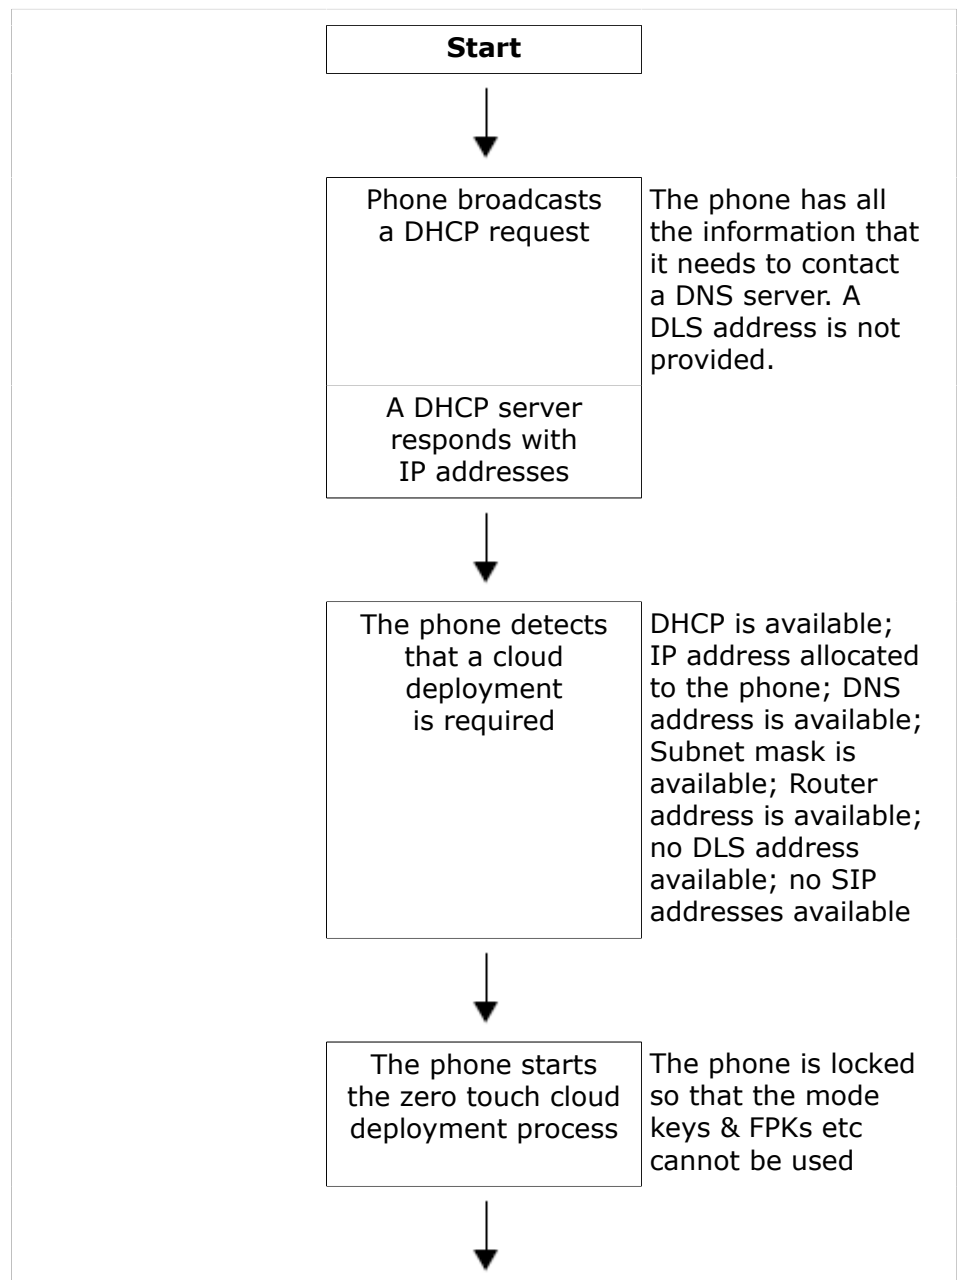 Start
Phone broadcasts
a DHCP request
The phone has all
the information that
it needs to contact
a DNS server. A
DLS address is not
provided.
A DHCP server
responds with
IP addresses
The phone detects
that a cloud
deployment
is required
DHCP is available;
IP address allocated
to the phone; DNS
address is available;
Subnet mask is
available; Router
address is available;
no DLS address
available; no SIP
addresses available
The phone starts
the zero touch cloud
deployment process
The phone is locked
so that the mode
keys & FPKs etc
cannot be used